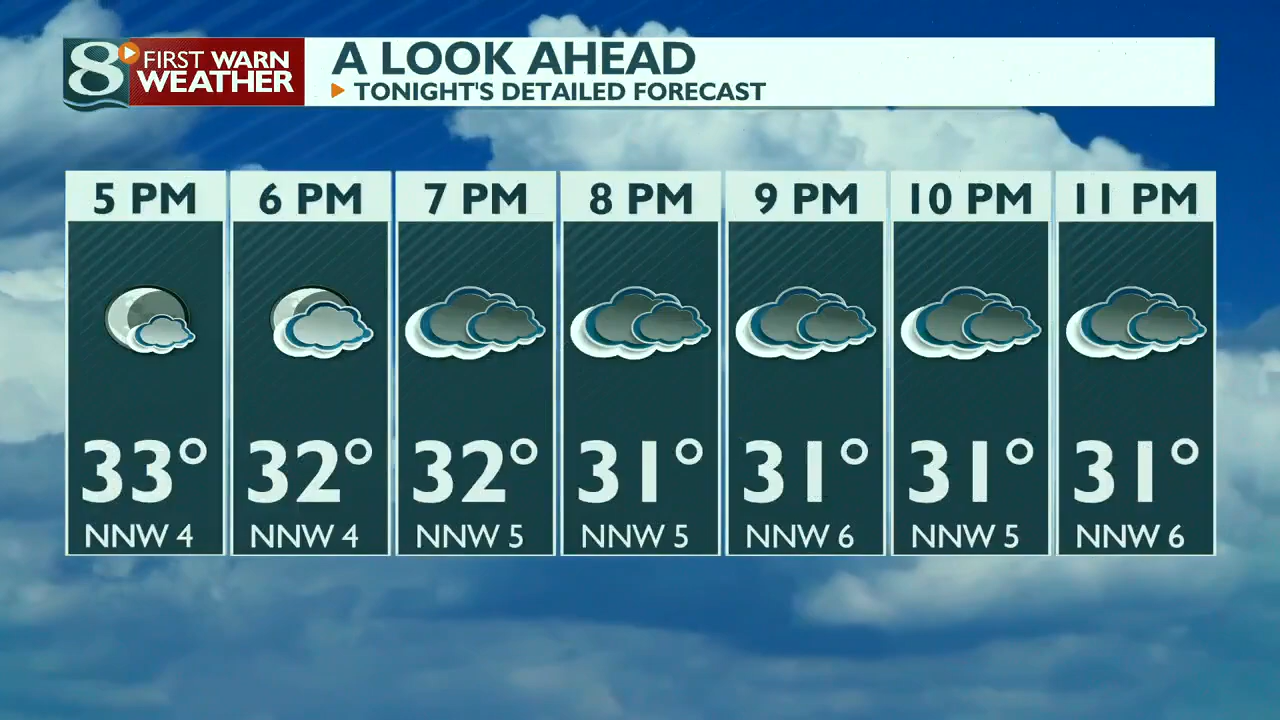 8 FIRST WARN
WEATHER
A LOOK AHEAD
TONIGHT'S DETAILED FORECAST
5 PM 6 PM 7 PM 8 PM 9 PM 10 PM 11 PM
33° 32° 32° 31° 31° 31° 31°
NNW 4 NNW 4 NNW 5 NNW 5 NNW 6 NNW 5 NNW 6